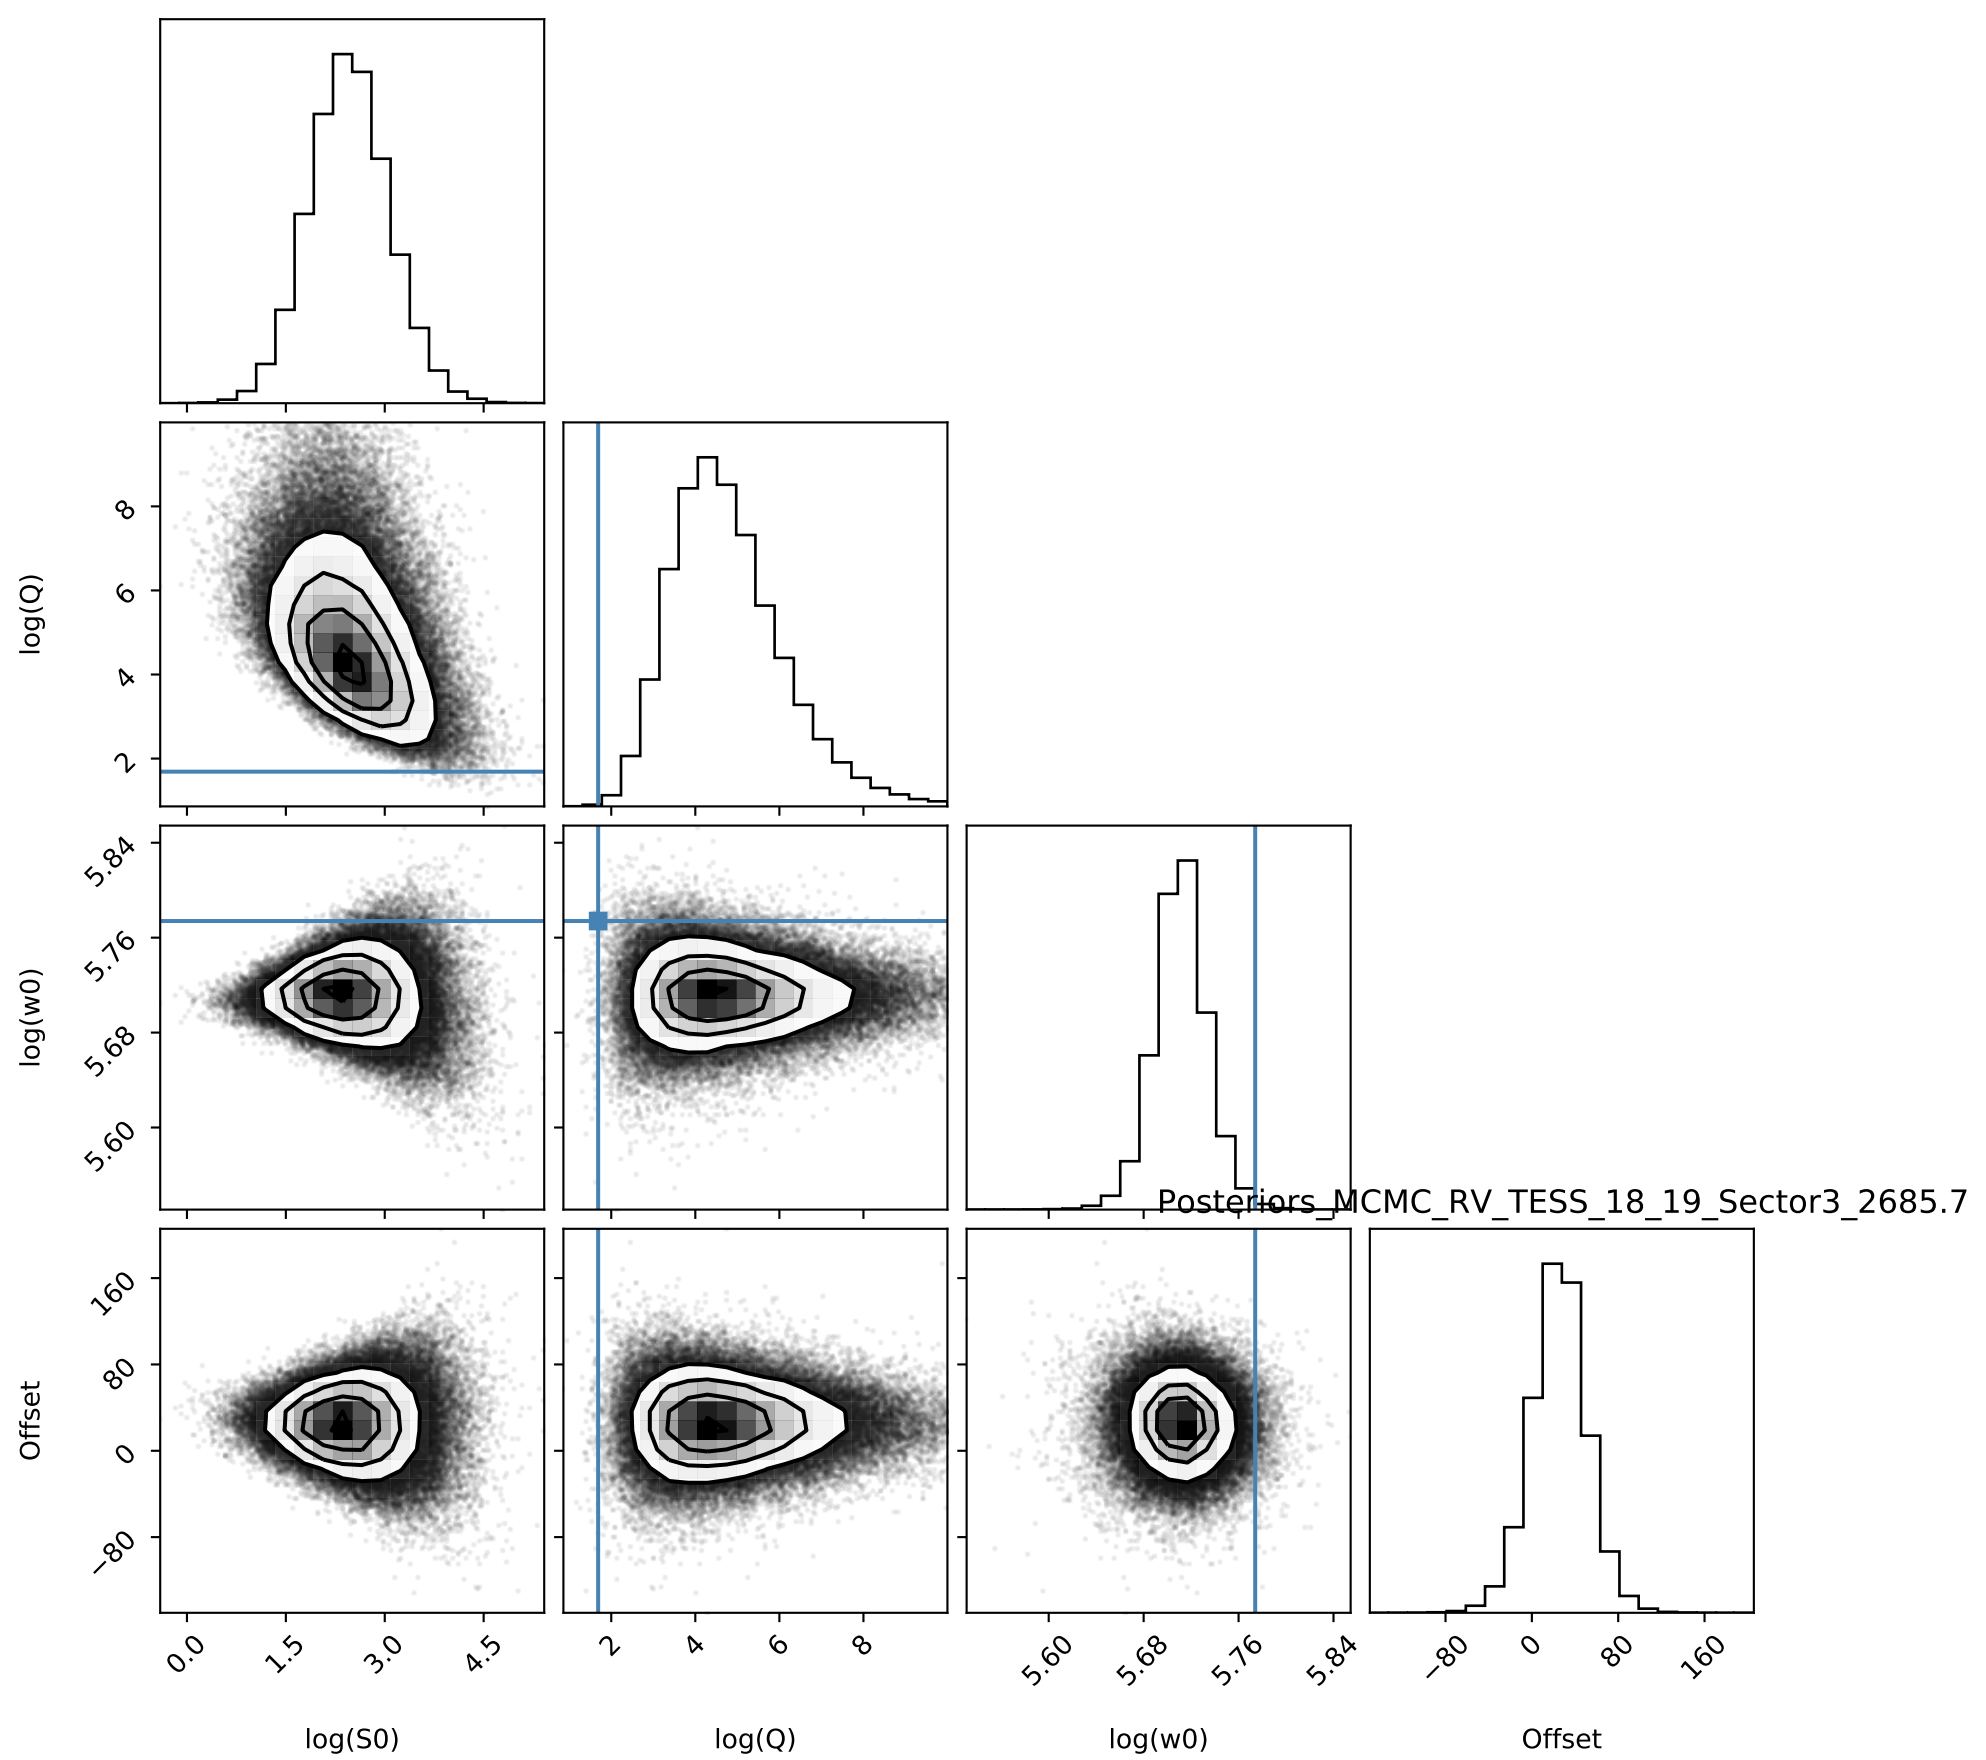 8
6
4
2
log(Q)
5.84
5.76
5.68
5.60
log(w0)
Posteriors_MCMC_RV_TESS_18_19_Sector3_2685.7
160
80
0
−80
Offset
0.0 1.5 3.0 4.5
2 4 6 8
5.60 5.68 5.76 5.84
−80 0 80 160
log(S0)
log(Q)
log(w0)
Offset